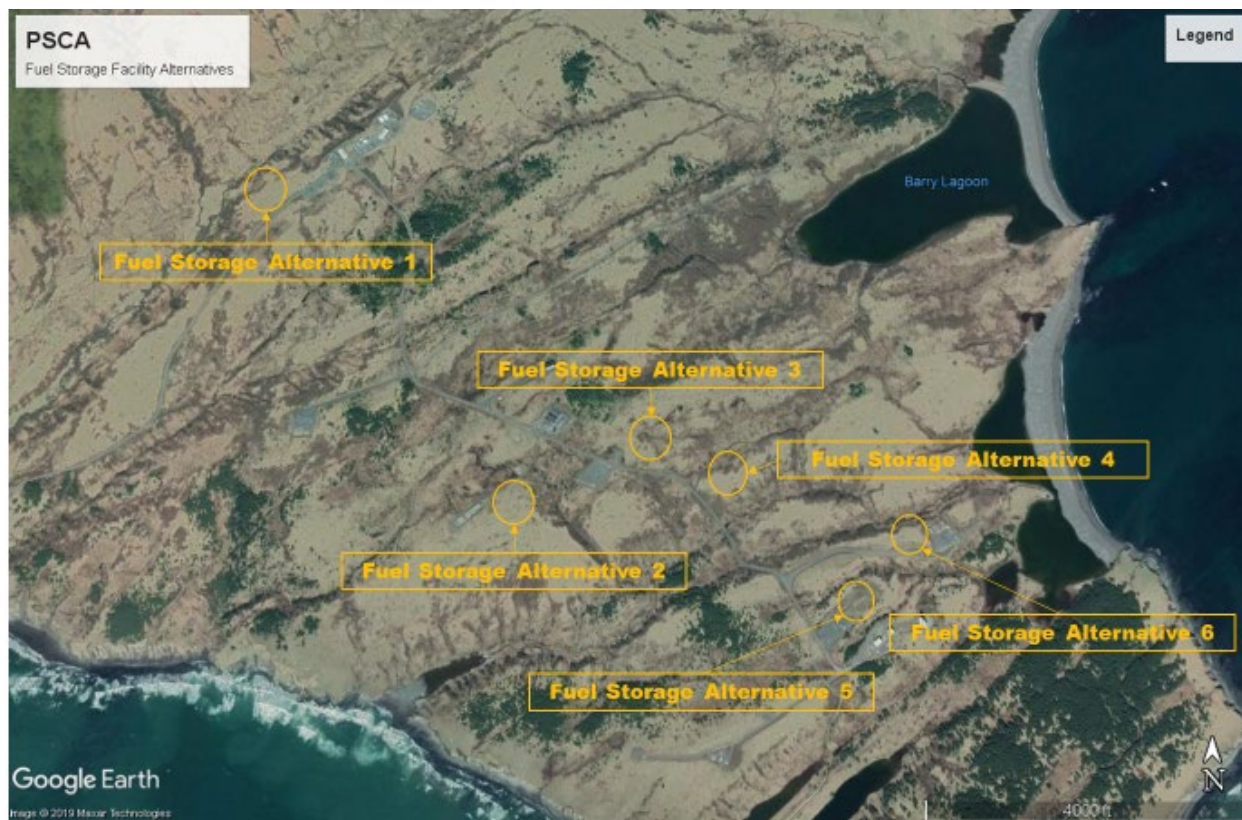 PSCA
Fuel Storage Facility Alternatives
Legend
Barry Lagoon
Fuel Storage Alternative 1
Fuel Storage Alternative 3
Fuel Storage Alternative 4
Fuel Storage Alternative 2
Fuel Storage Alternative 6
Fuel Storage Alternative 5
Google Earth
N
Image © 2019 Maxar Technologies
4000 ft